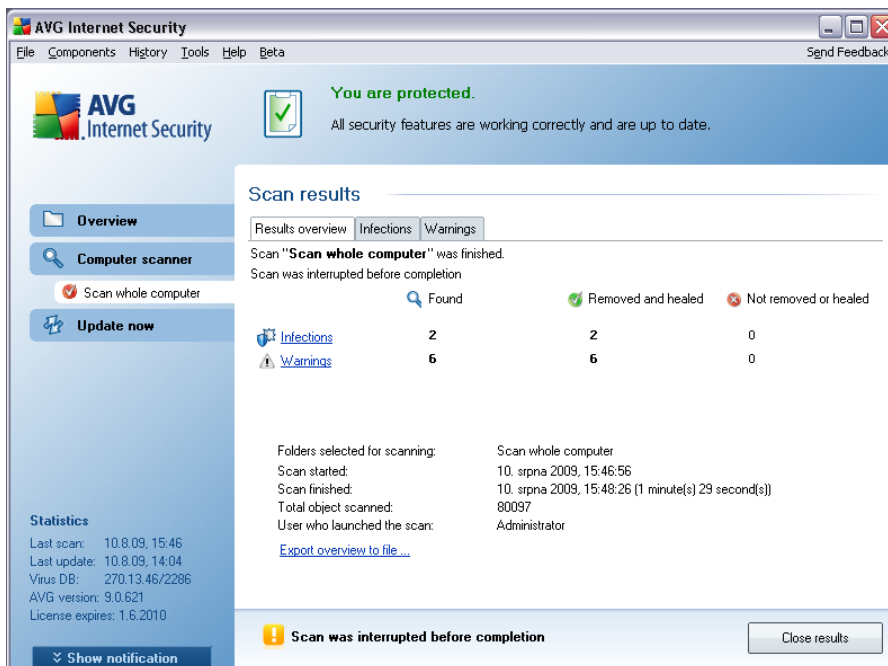 AVG Internet Security
File Components History Tools Help Beta Send Feedback
AVG
Internet Security
You are protected.
All security features are working correctly and are up to date.
Overview
Computer scanner
Scan whole computer
Update now
Scan results
Results overview Infections Warnings
Scan "Scan whole computer" was finished.
Scan was interrupted before completion
Found Removed and healed Not removed or healed
Infections 2 2 0
Warnings 6 6 0
Folders selected for scanning: Scan whole computer
Scan started: 10. srpna 2009, 15:46:56
Scan finished: 10. srpna 2009, 15:48:26 (1 minute(s) 29 second(s))
Total object scanned: 80097
User who launched the scan: Administrator
Export overview to file ...
Statistics
Last scan: 10.8.09, 15:46
Last update: 10.8.09, 14:04
Virus DB: 270.13.46/2286
AVG version: 9.0.621
License expires: 1.6.2010
Show notification
Scan was interrupted before completion
Close results